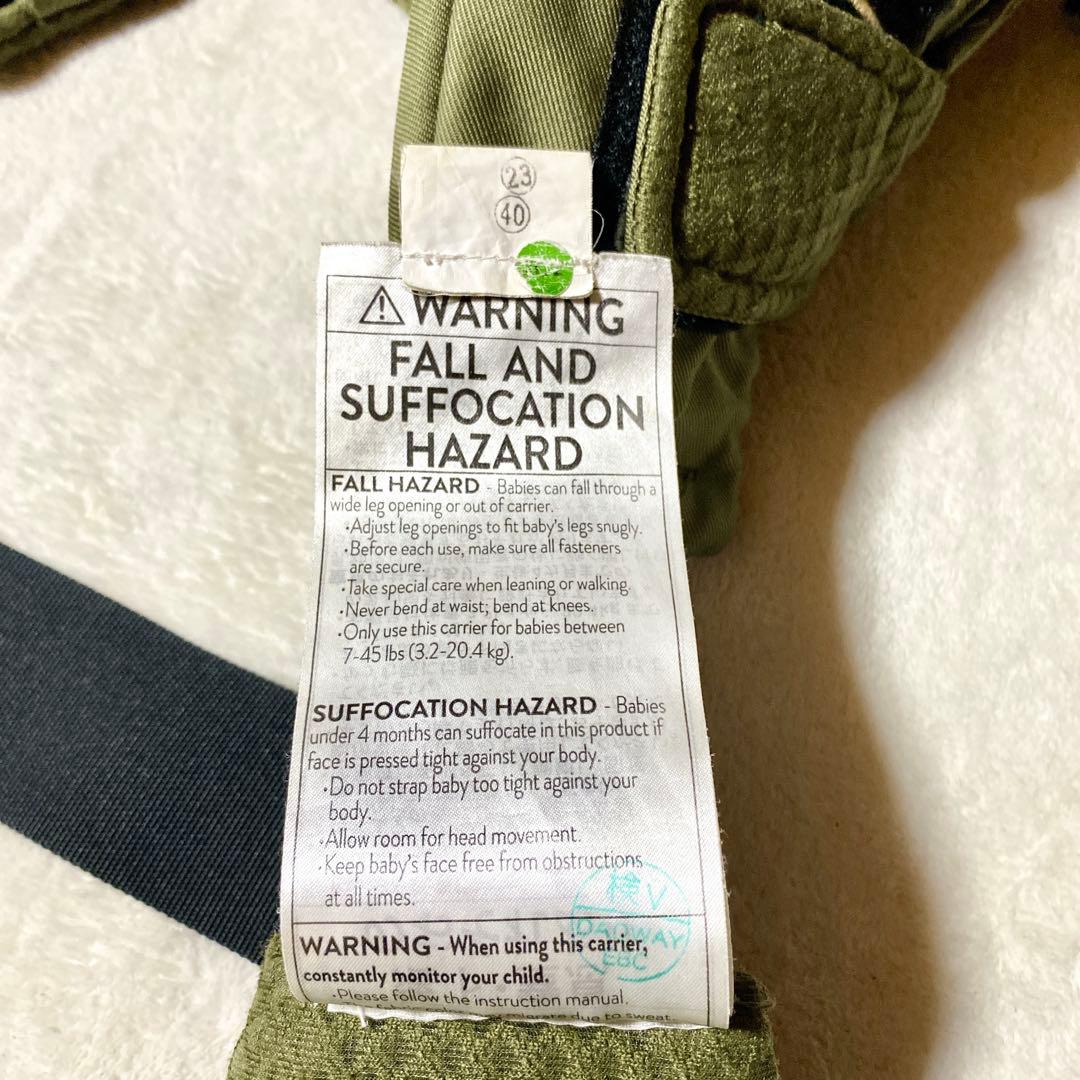 23
40
⚠ WARNING
FALL AND
SUFFOCATION
HAZARD
FALL HAZARD - Babies can fall through a
wide leg opening or out of carrier.
•Adjust leg openings to fit baby's legs snugly.
•Before each use, make sure all fasteners
are secure.
•Take special care when leaning or walking.
•Never bend at waist; bend at knees.
•Only use this carrier for babies between
7-45 lbs (3.2-20.4 kg).
SUFFOCATION HAZARD - Babies
under 4 months can suffocate in this product if
face is pressed tight against your body.
•Do not strap baby too tight against your
body.
•Allow room for head movement.
•Keep baby's face free from obstructions
at all times.
検V
DADWAY
EBC
WARNING - When using this carrier,
constantly monitor your child.
•Please follow the instruction manual.
due to sweat